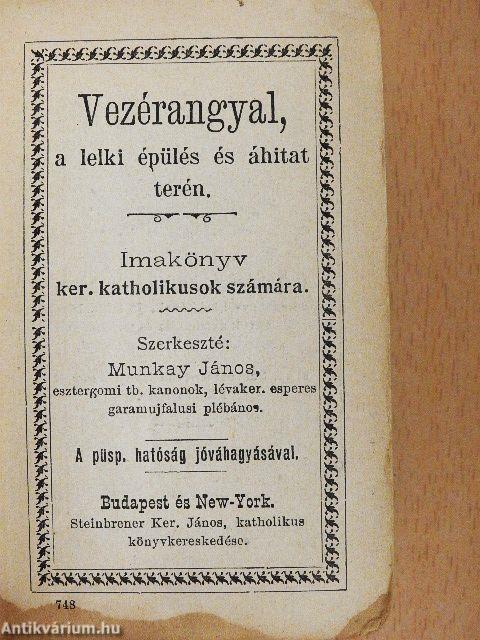 Vezérangyal,
a lelki épülés és áhitat
terén.
Imakönyv
ker. katholikusok számára.
Szerkeszté:
Munkay János,
esztergomi tb. kanonok, lévaker. esperes
garamujfalusi plébános.
A püsp. hatóság jóváhagyásával.
Budapest és New-York.
Steinbrener Ker. János, katholikus
könyvkereskedése.
748
Antikvárium.hu